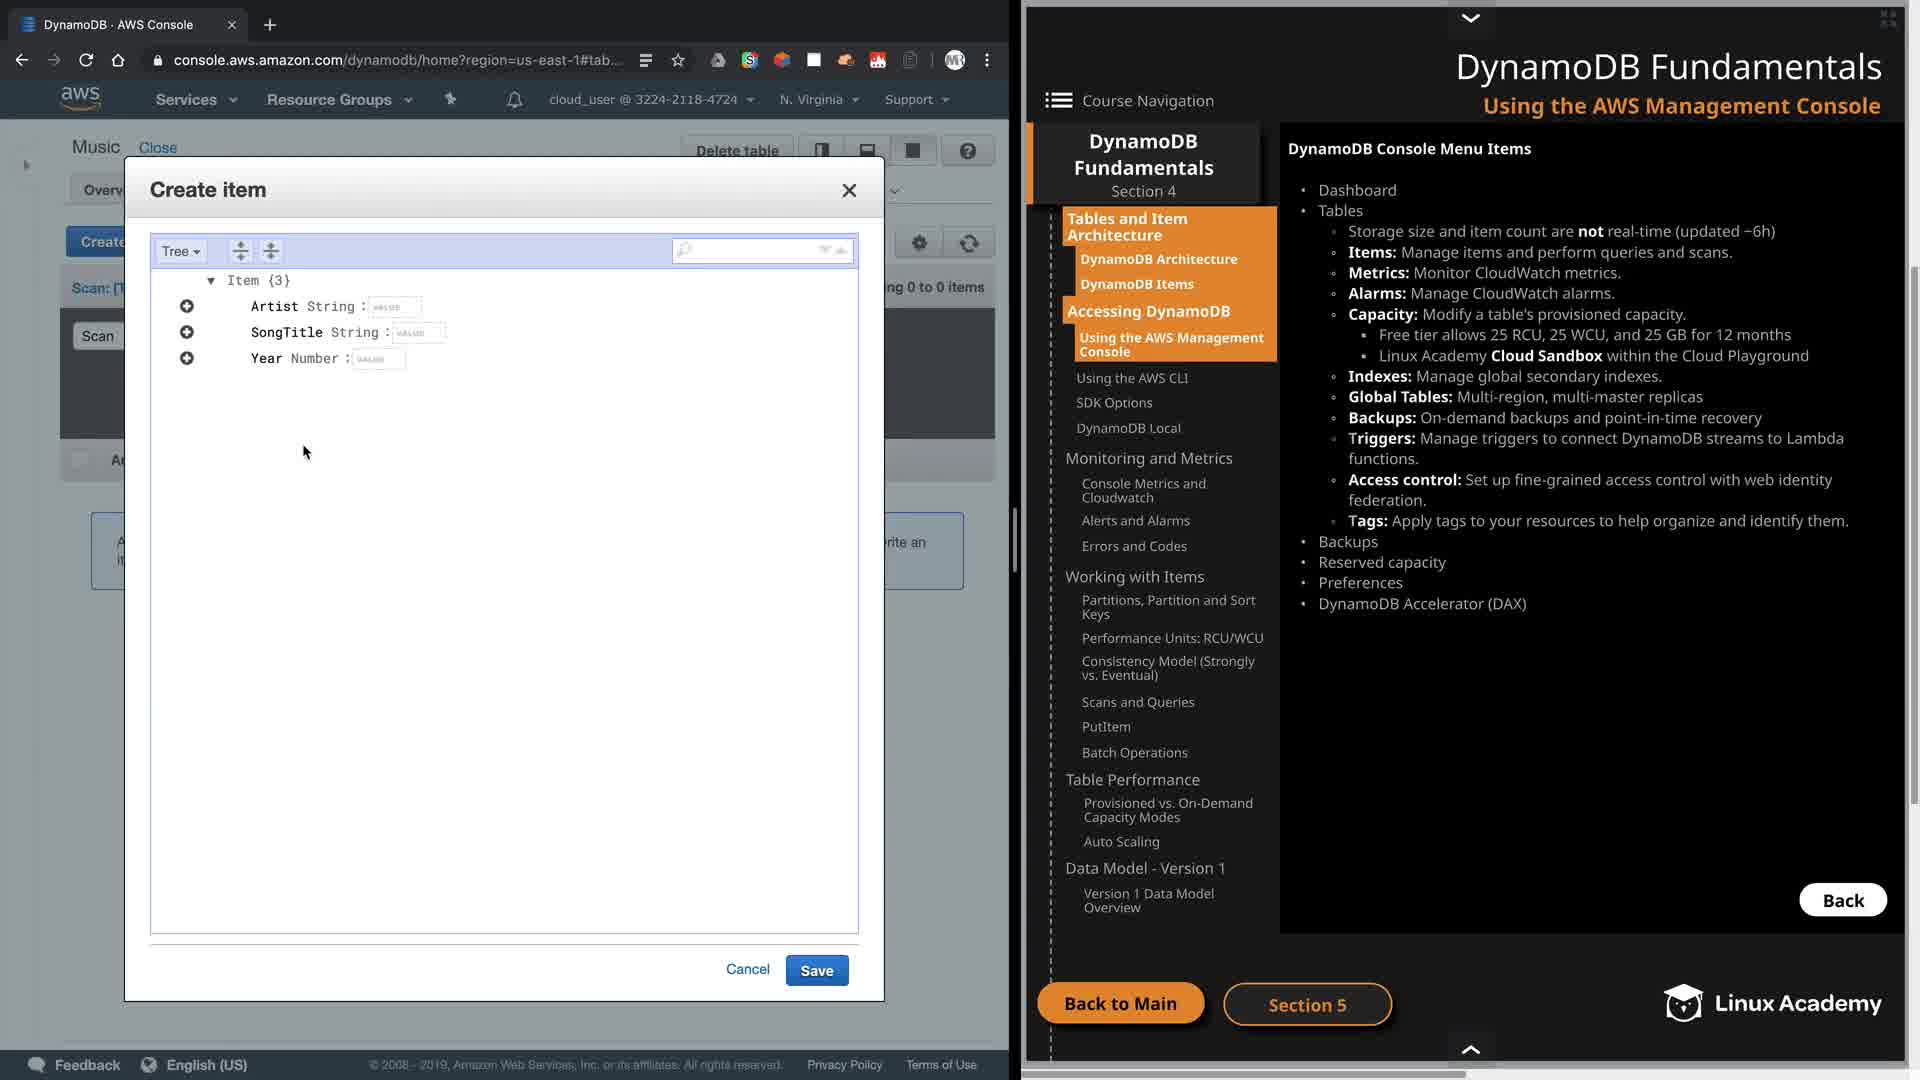 DynamoDB · AWS Console
console.aws.amazon.com/dynamodb/home?region=us-east-1#tab...
aws
Services
Resource Groups
cloud_user @ 3224-2118-4724
N. Virginia
Support
Music
Close
Delete table
Overv
Create
Scan: [T
ng 0 to 0 items
Scan
rite an
Create item
Tree
Item {3}
Artist String : VALUE
SongTitle String : VALUE
Year Number : VALUE
Cancel
Save
Feedback
English (US)
© 2008 - 2019, Amazon Web Services, Inc. or its affiliates. All rights reserved.
Privacy Policy
Terms of Use
DynamoDB Fundamentals
Using the AWS Management Console
Course Navigation
DynamoDB
Fundamentals
Section 4
Tables and Item
Architecture
DynamoDB Architecture
DynamoDB Items
Accessing DynamoDB
Using the AWS Management
Console
Using the AWS CLI
SDK Options
DynamoDB Local
Monitoring and Metrics
Console Metrics and
Cloudwatch
Alerts and Alarms
Errors and Codes
Working with Items
Partitions, Partition and Sort
Keys
Performance Units: RCU/WCU
Consistency Model (Strongly
vs. Eventual)
Scans and Queries
PutItem
Batch Operations
Table Performance
Provisioned vs. On-Demand
Capacity Modes
Auto Scaling
Data Model - Version 1
Version 1 Data Model
Overview
DynamoDB Console Menu Items
• Dashboard
• Tables
◦ Storage size and item count are not real-time (updated ~6h)
◦ Items: Manage items and perform queries and scans.
◦ Metrics: Monitor CloudWatch metrics.
◦ Alarms: Manage CloudWatch alarms.
◦ Capacity: Modify a table's provisioned capacity.
▪ Free tier allows 25 RCU, 25 WCU, and 25 GB for 12 months
▪ Linux Academy Cloud Sandbox within the Cloud Playground
◦ Indexes: Manage global secondary indexes.
◦ Global Tables: Multi-region, multi-master replicas
◦ Backups: On-demand backups and point-in-time recovery
◦ Triggers: Manage triggers to connect DynamoDB streams to Lambda
functions.
◦ Access control: Set up fine-grained access control with web identity
federation.
◦ Tags: Apply tags to your resources to help organize and identify them.
• Backups
• Reserved capacity
• Preferences
• DynamoDB Accelerator (DAX)
Back
Back to Main
Section 5
Linux Academy